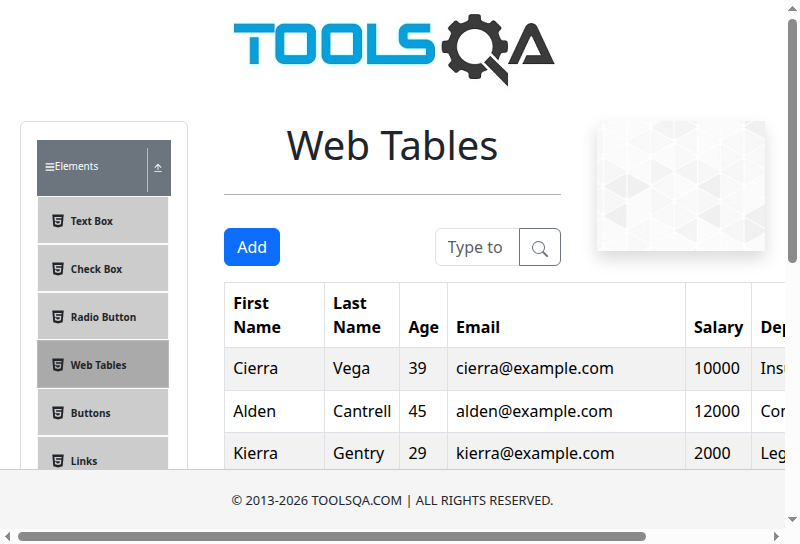 TOOLSQA
Web Tables
Elements
Text Box
Check Box
Radio Button
Web Tables
Buttons
Links
Add
Type to
First Name Last Name Age Email Salary
Cierra Vega 39 cierra@example.com 10000
Alden Cantrell 45 alden@example.com 12000
Kierra Gentry 29 kierra@example.com 2000
© 2013-2026 TOOLSQA.COM | ALL RIGHTS RESERVED.